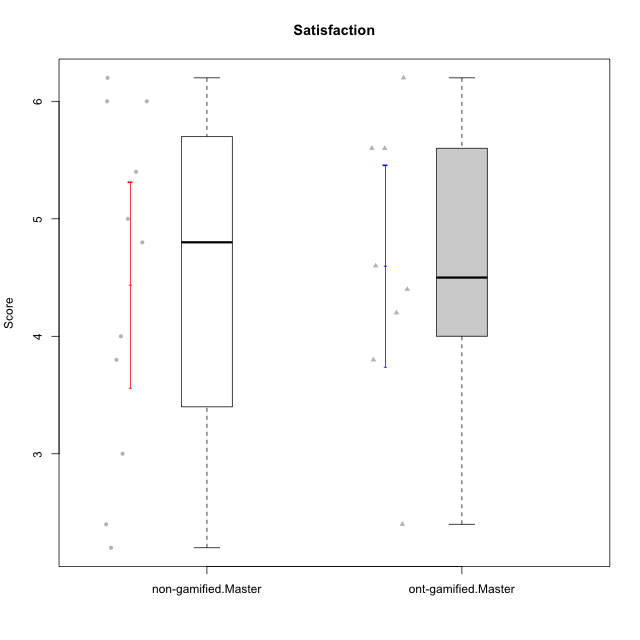 Satisfaction
Score
6
5
4
3
non-gamified.Master
ont-gamified.Master